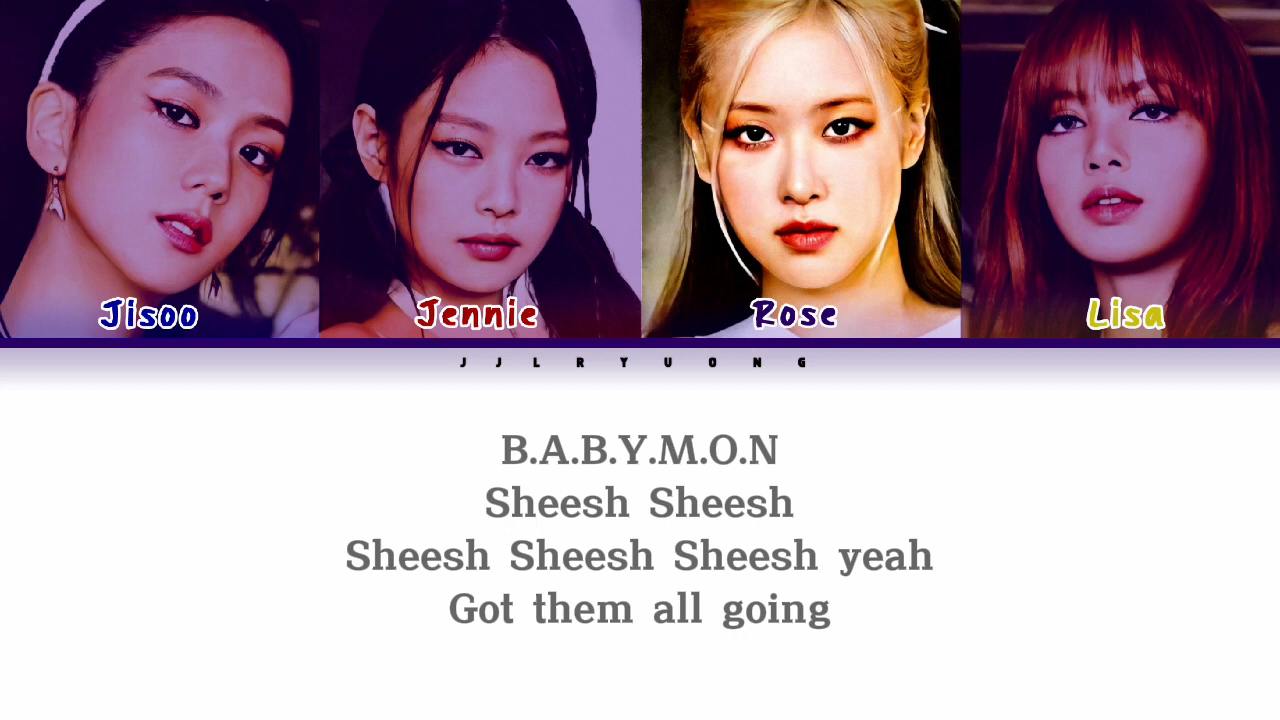 Jisoo
Jennie
Rose
Lisa
J J L R Y U O N G
B.A.B.Y.M.O.N
Sheesh Sheesh
Sheesh Sheesh Sheesh yeah
Got them all going